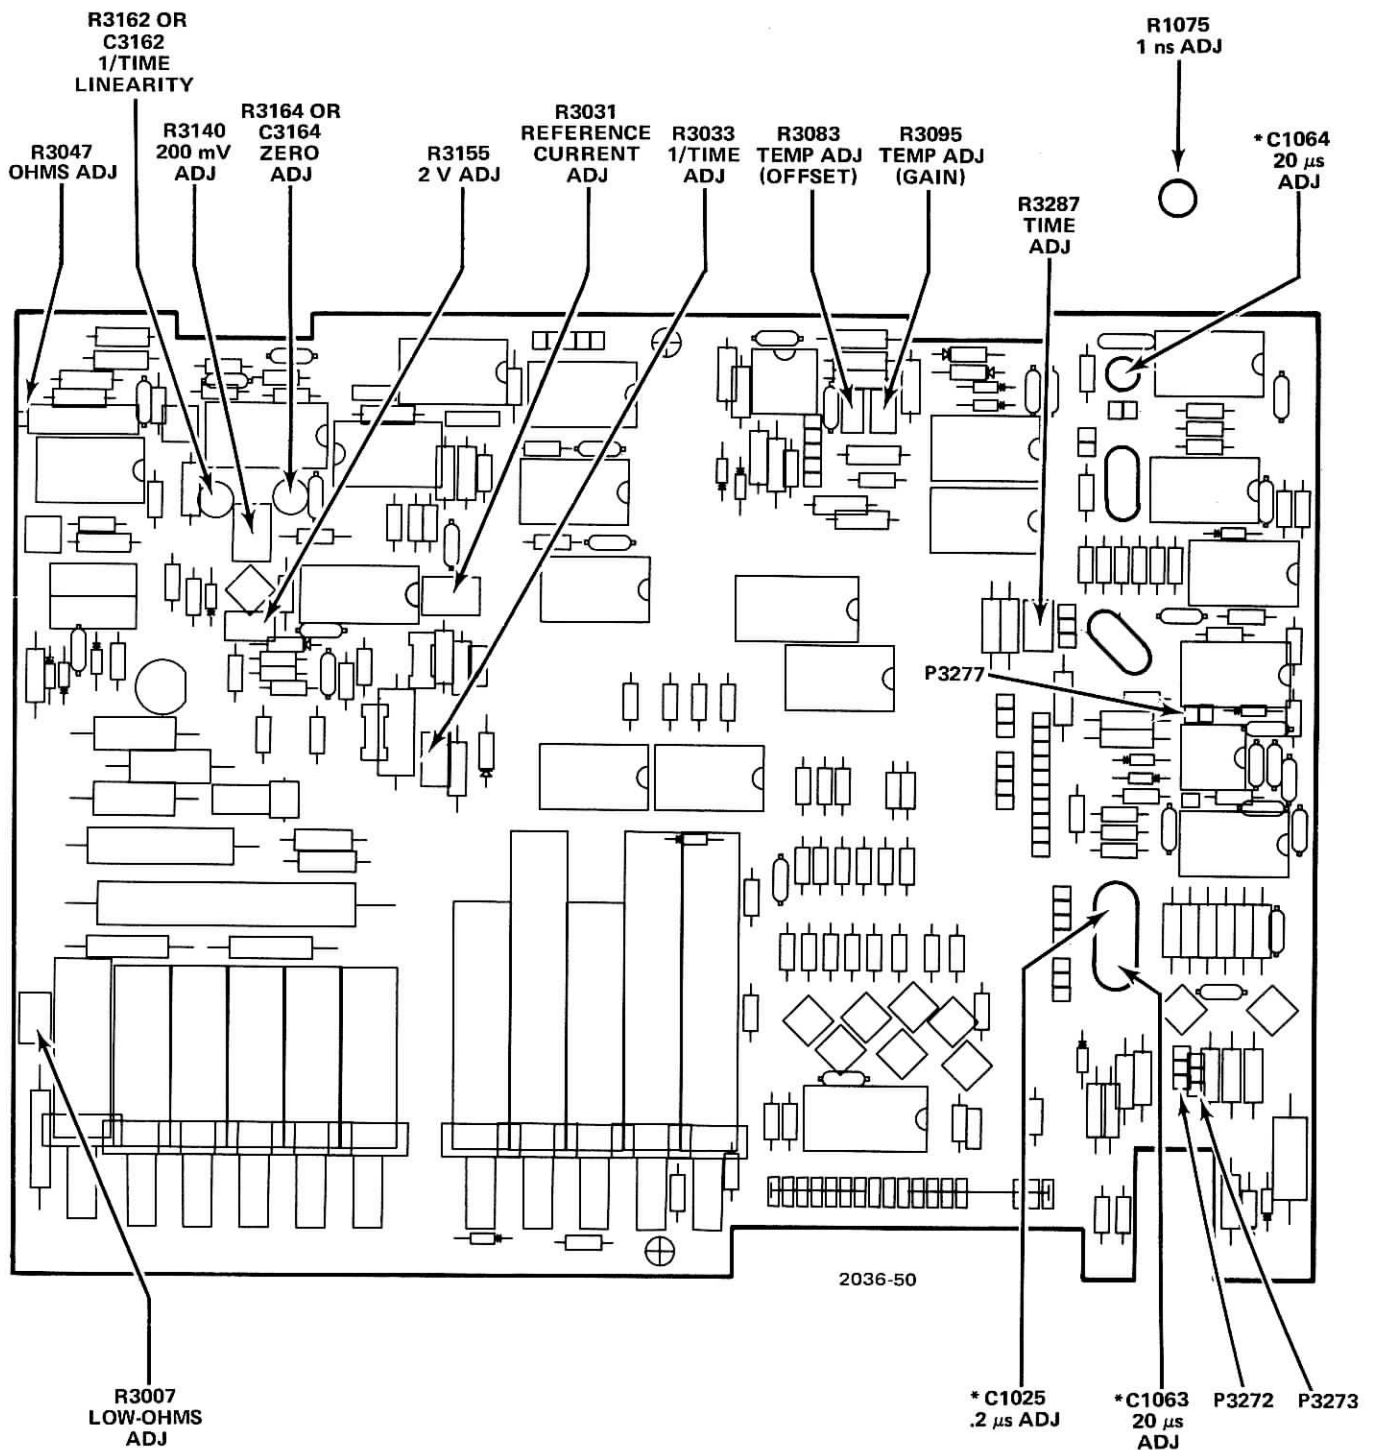 R3162 OR
C3162
1/TIME
LINEARITY
R1075
1 ns ADJ
R3047
OHMS ADJ
R3140
200 mV
ADJ
R3164 OR
C3164
ZERO
ADJ
R3155
2 V ADJ
R3031
REFERENCE
CURRENT
ADJ
R3033
1/TIME
ADJ
R3083
TEMP ADJ
(OFFSET)
R3095
TEMP ADJ
(GAIN)
R3287
TIME
ADJ
*C1064
20 μs
ADJ
P3277
2036-50
R3007
LOW-OHMS
ADJ
*C1025
.2 μs ADJ
*C1063
20 μs
ADJ
P3272
P3273